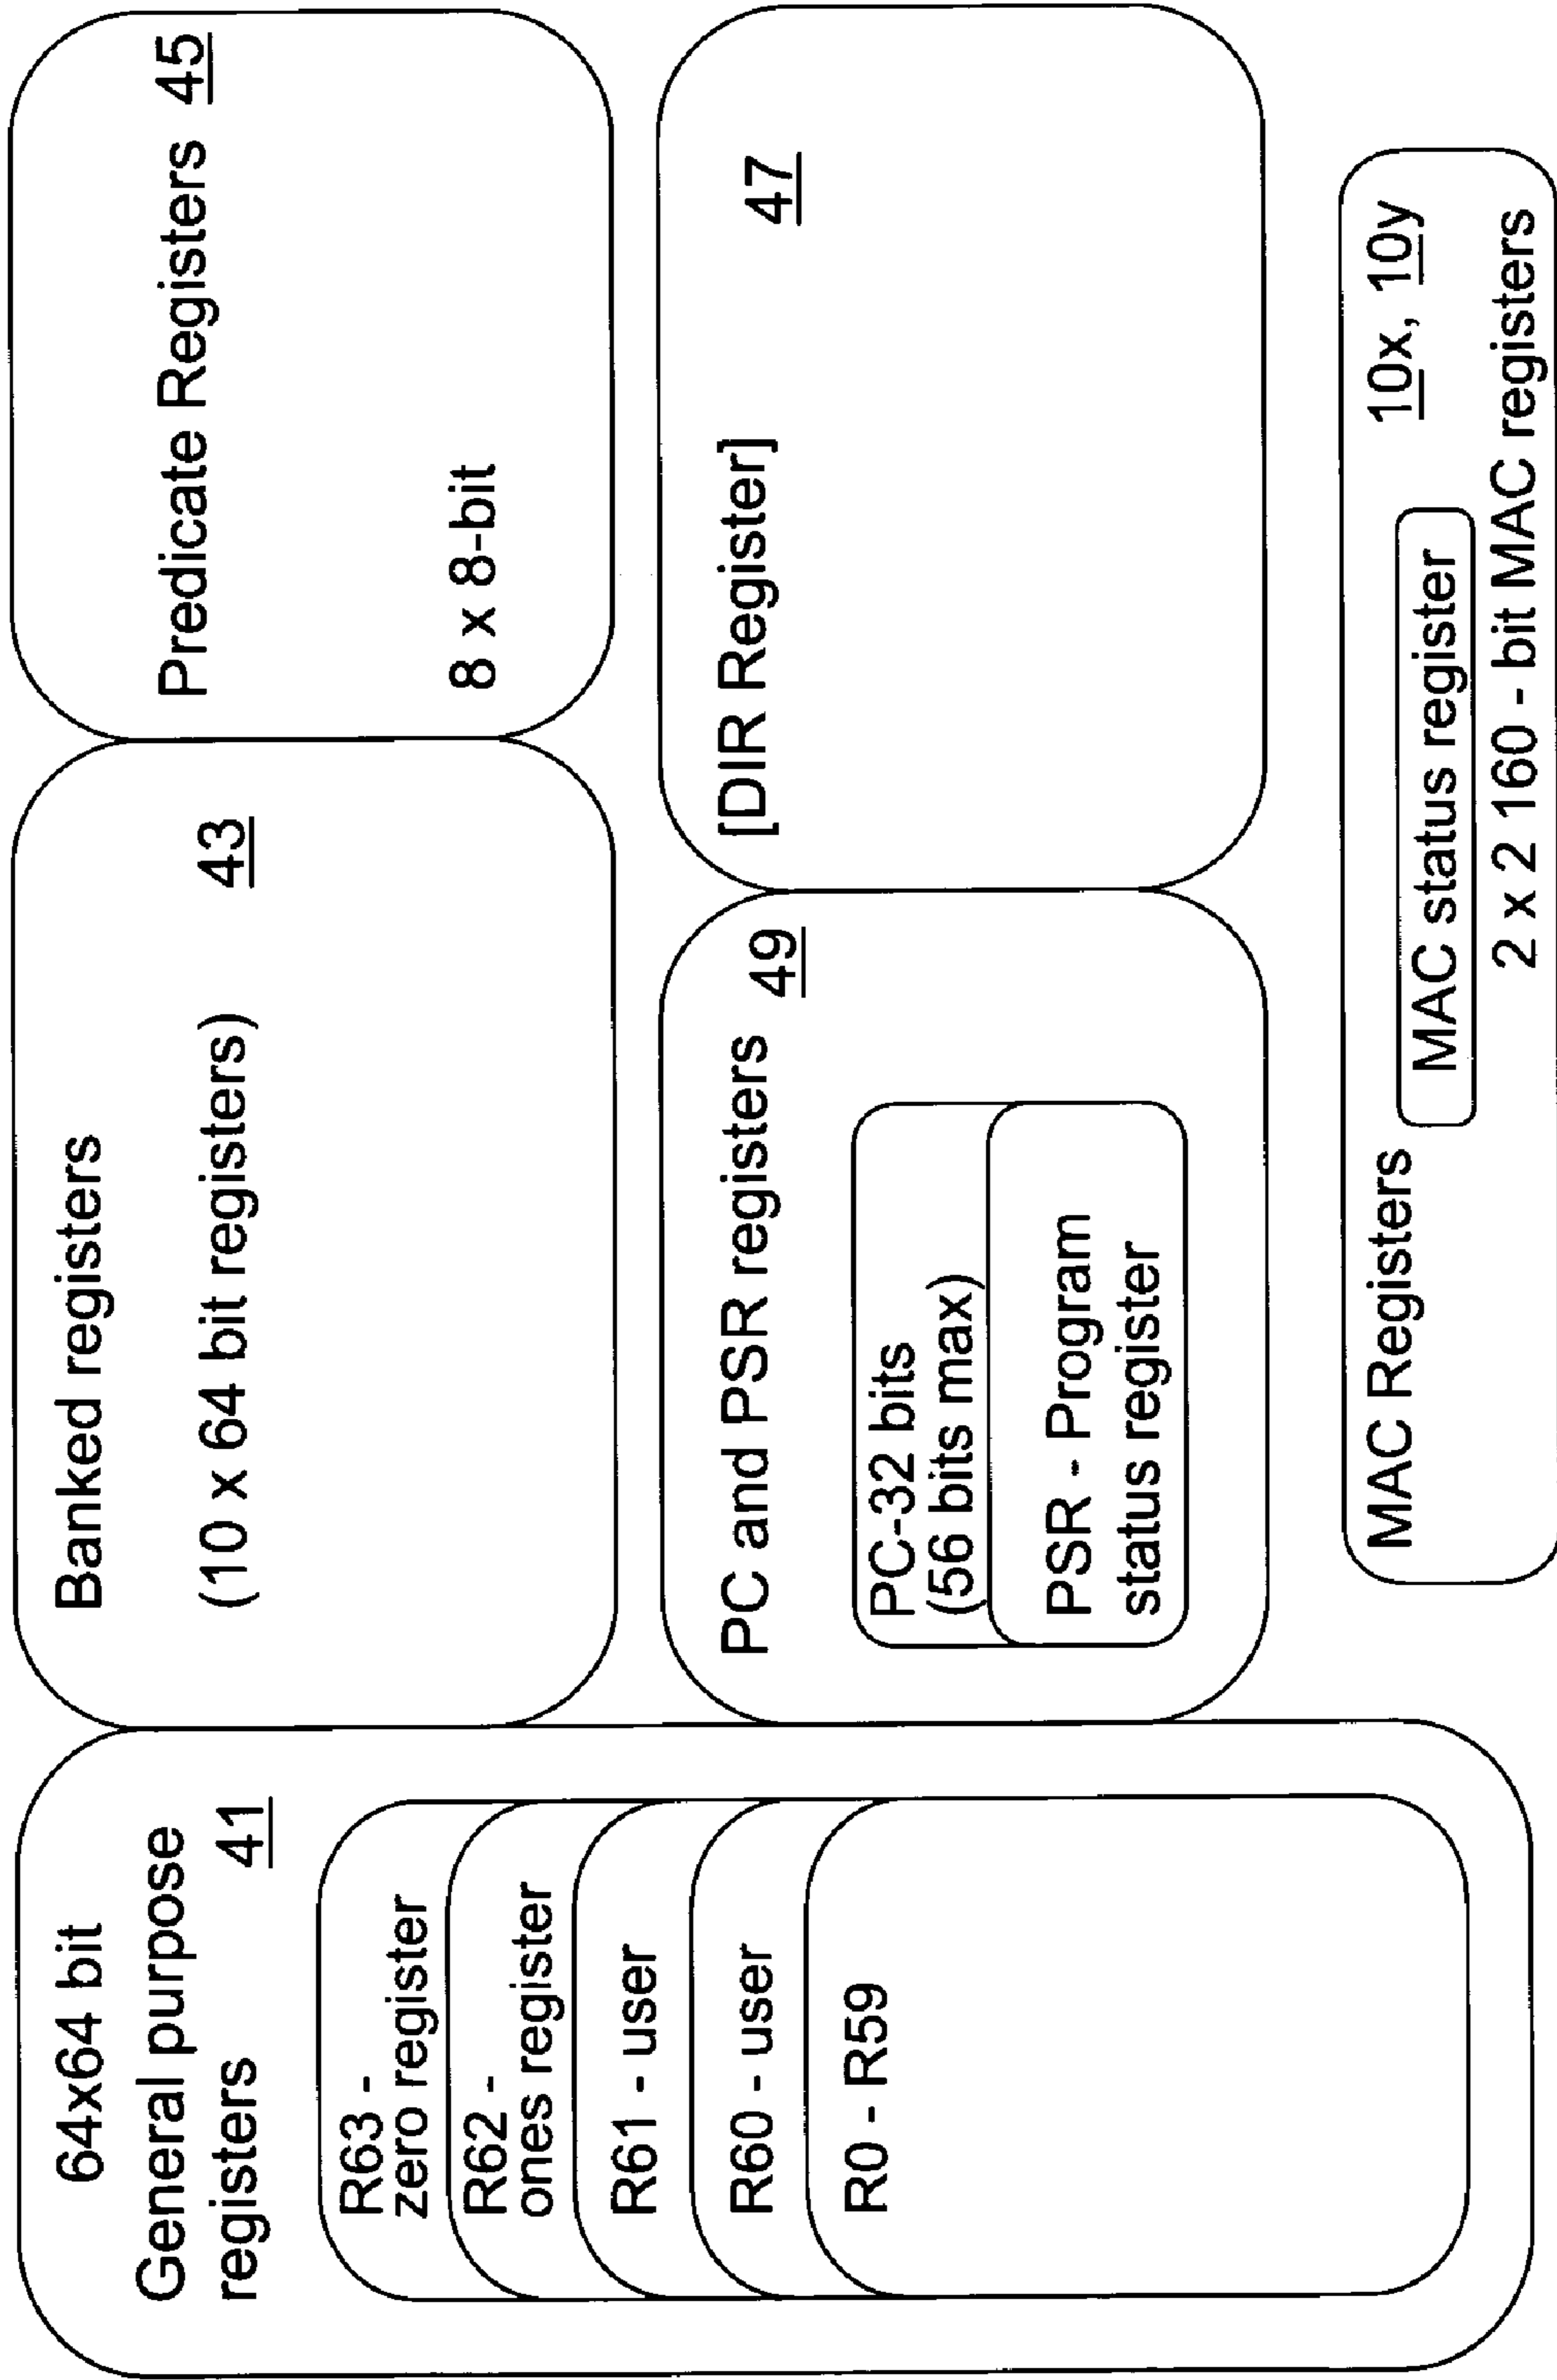 64x64 bit
General purpose
registers 41
R63 -
zero register
R62 -
ones register
R61 - user
R60 - user
R0 - R59
Banked registers
(10 x 64 bit registers) 43
Predicate Registers 45
8 x 8-bit
PC and PSR registers 49
PC-32 bits
(56 bits max)
PSR - Program
status register
[DIR Register] 47
MAC Registers 10x, 10y
MAC status register
2 x 2 160 - bit MAC registers